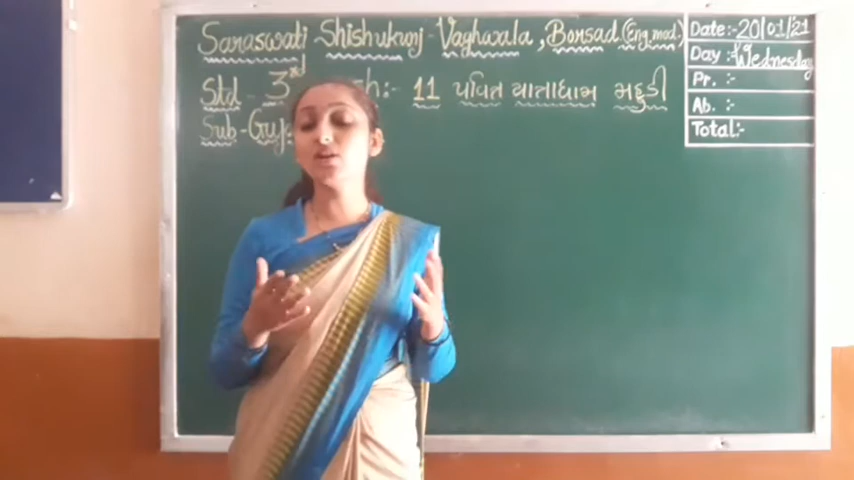 Saraswati Shishukunj-Vaghwala, Borsad (Eng. med.)
Std - 3rd
:- 11 પવિત્ર યાત્રાધામ મહુડી
Sub-Guj
Date:- 20/01/21
Day:- Wednesday
Pr. :-
Ab. :-
Total:-